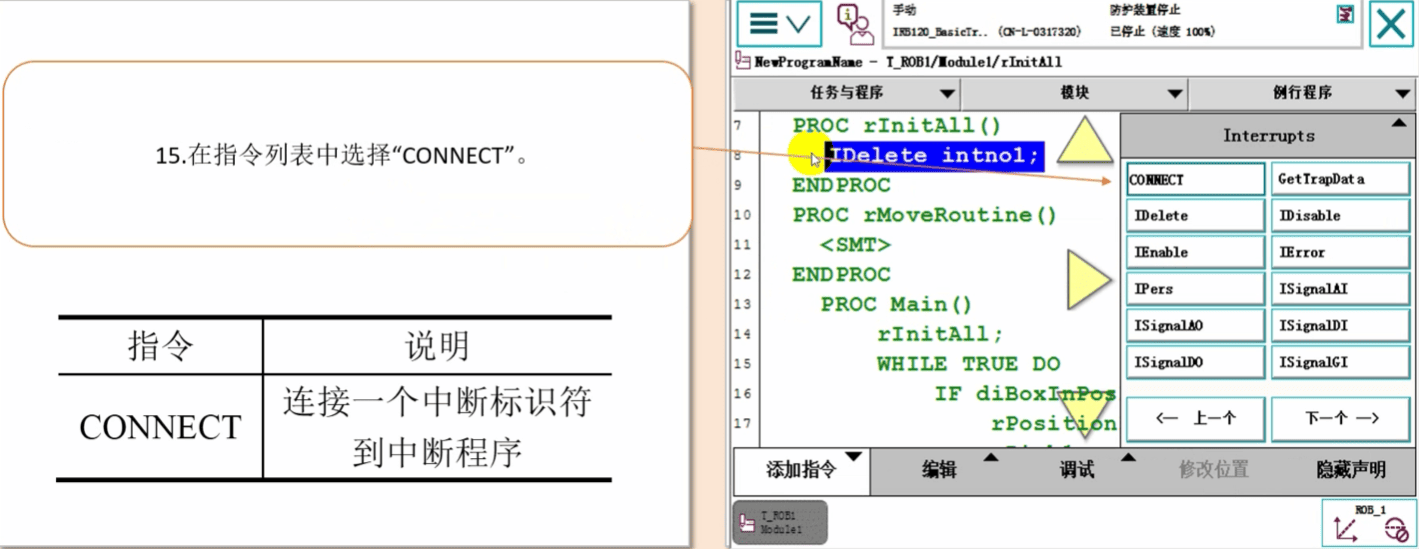 15.在指令列表中选择“CONNECT”。
指令 说明
CONNECT 连接一个中断标识符
到中断程序
手动 防护装置停止
IRB120_BasicTr.. (CN-L-0317320) 已停止 (速度 100%)
NewProgramName - T_ROB1/Module1/rInitAll
任务与程序 模块 例行程序
7 PROC rInitAll()
8 IDelete intno1;
9 ENDPROC
10 PROC rMoveRoutine()
11 <SMT>
12 ENDPROC
13 PROC Main()
14 rInitAll;
15 WHILE TRUE DO
16 IF diBoxInPos
17 rPosition
Interrupts
CONNECT GetTrapData
IDelete IDisable
IEnable IError
IPers ISignalAI
ISignalAO ISignalDI
ISignalDO ISignalGI
<— 上一个 下一个 —>
添加指令 编辑 调试 修改位置 隐藏声明
T_ROB1
Module1
ROB_1